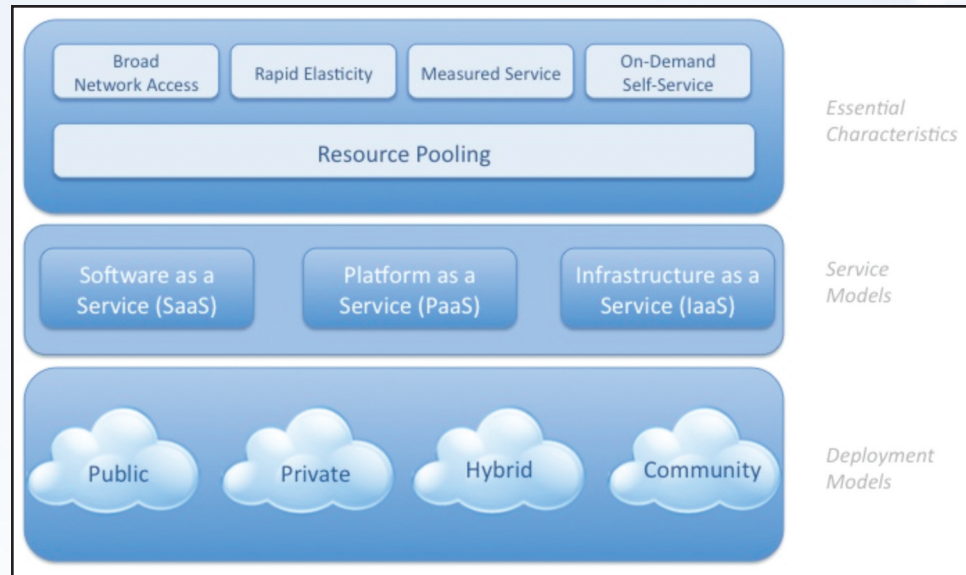 Broad
Network Access
Rapid Elasticity
Measured Service
On-Demand
Self-Service
Resource Pooling
Essential
Characteristics
Software as a
Service (SaaS)
Platform as a
Service (PaaS)
Infrastructure as a
Service (IaaS)
Service
Models
Public
Private
Hybrid
Community
Deployment
Models